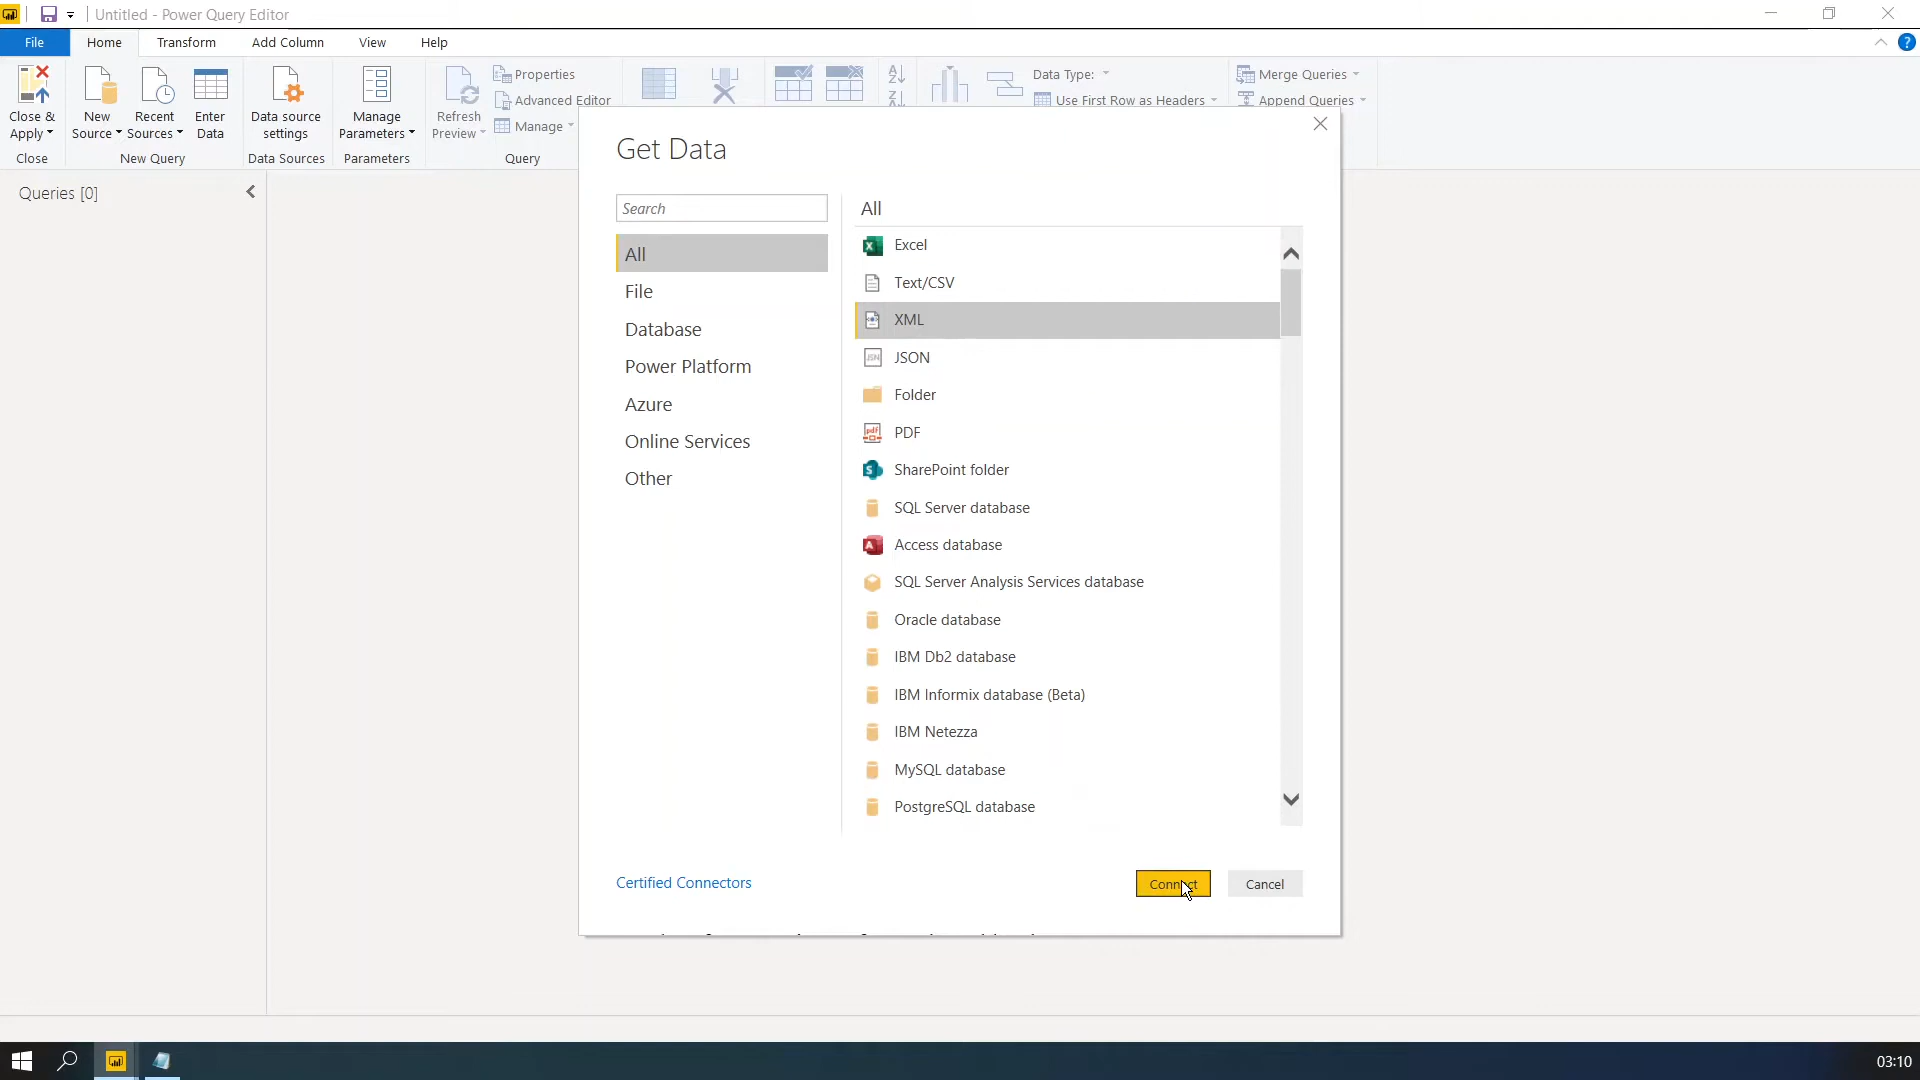 Untitled - Power Query Editor
File
Home
Transform
Add Column
View
Help
Close &
Apply
Close
New
Source
Recent
Sources
Enter
Data
New Query
Data source
settings
Data Sources
Manage
Parameters
Parameters
Refresh
Preview
Properties
Advanced Editor
Manage
Query
Data Type:
Use First Row as Headers
Merge Queries
Append Queries
Queries [0]
Get Data
Search
All
File
Database
Power Platform
Azure
Online Services
Other
All
Excel
Text/CSV
XML
JSON
Folder
PDF
SharePoint folder
SQL Server database
Access database
SQL Server Analysis Services database
Oracle database
IBM Db2 database
IBM Informix database (Beta)
IBM Netezza
MySQL database
PostgreSQL database
Certified Connectors
Connect
Cancel
03:10